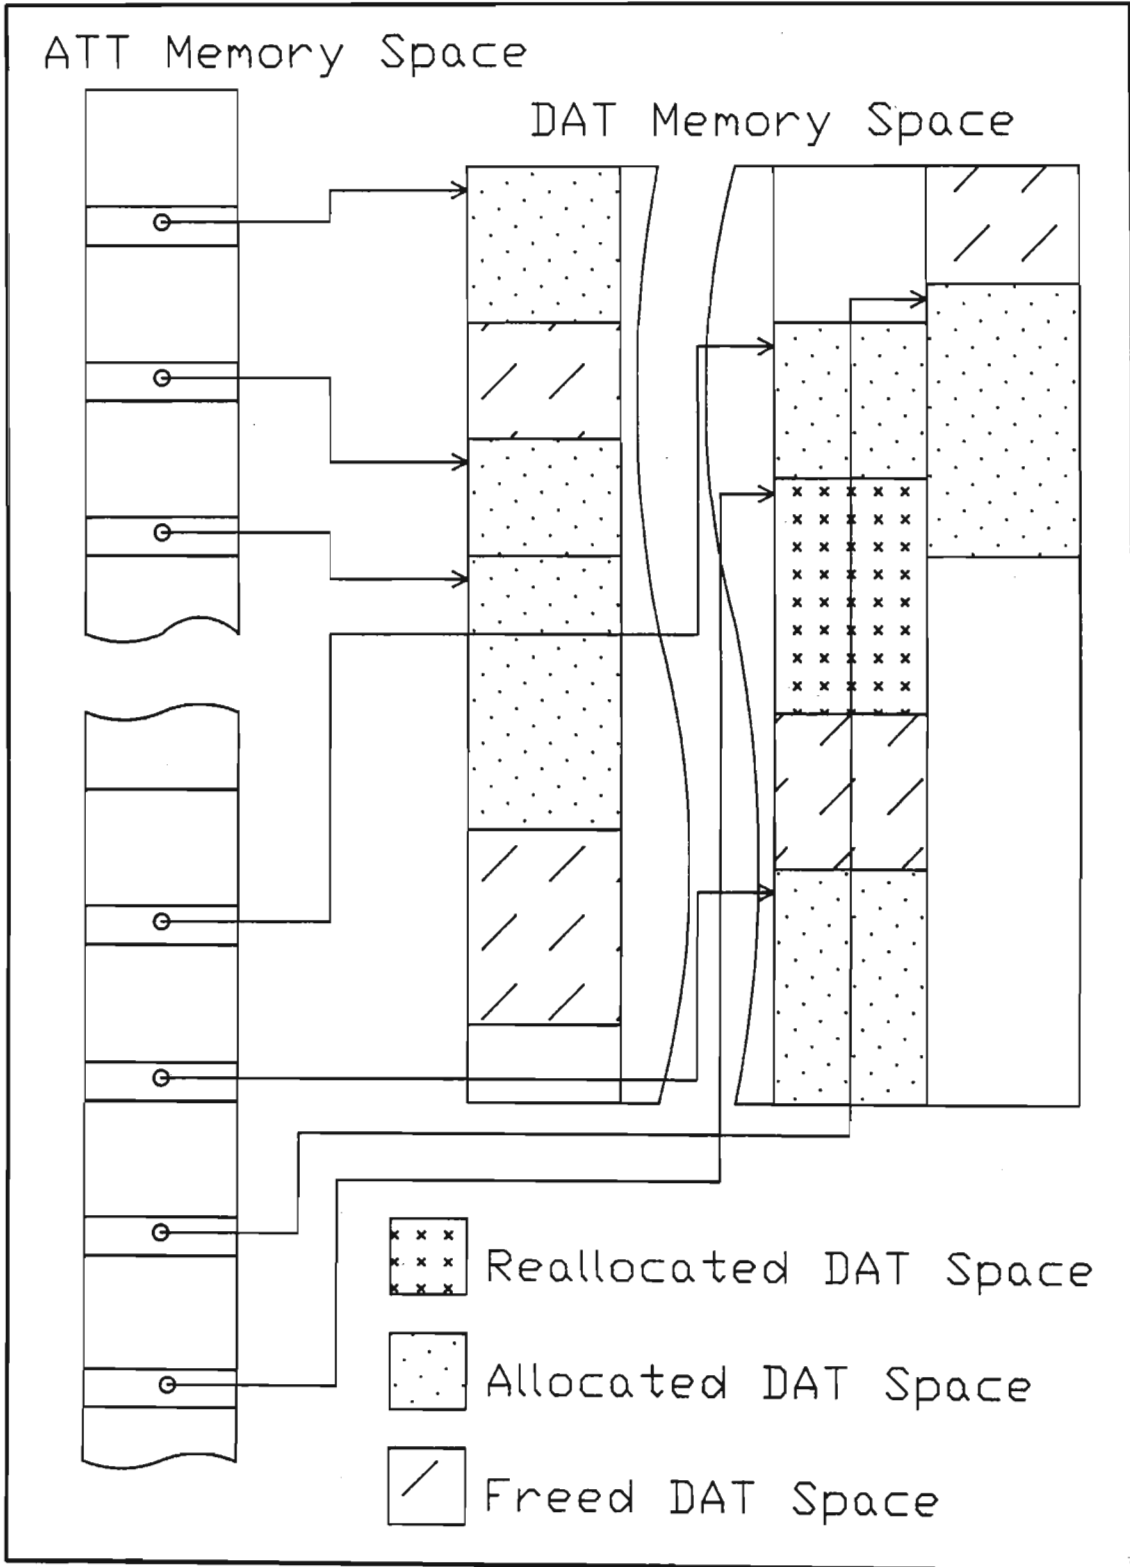 ATT Memory Space
DAT Memory Space
Reallocated DAT Space
Allocated DAT Space
Freed DAT Space